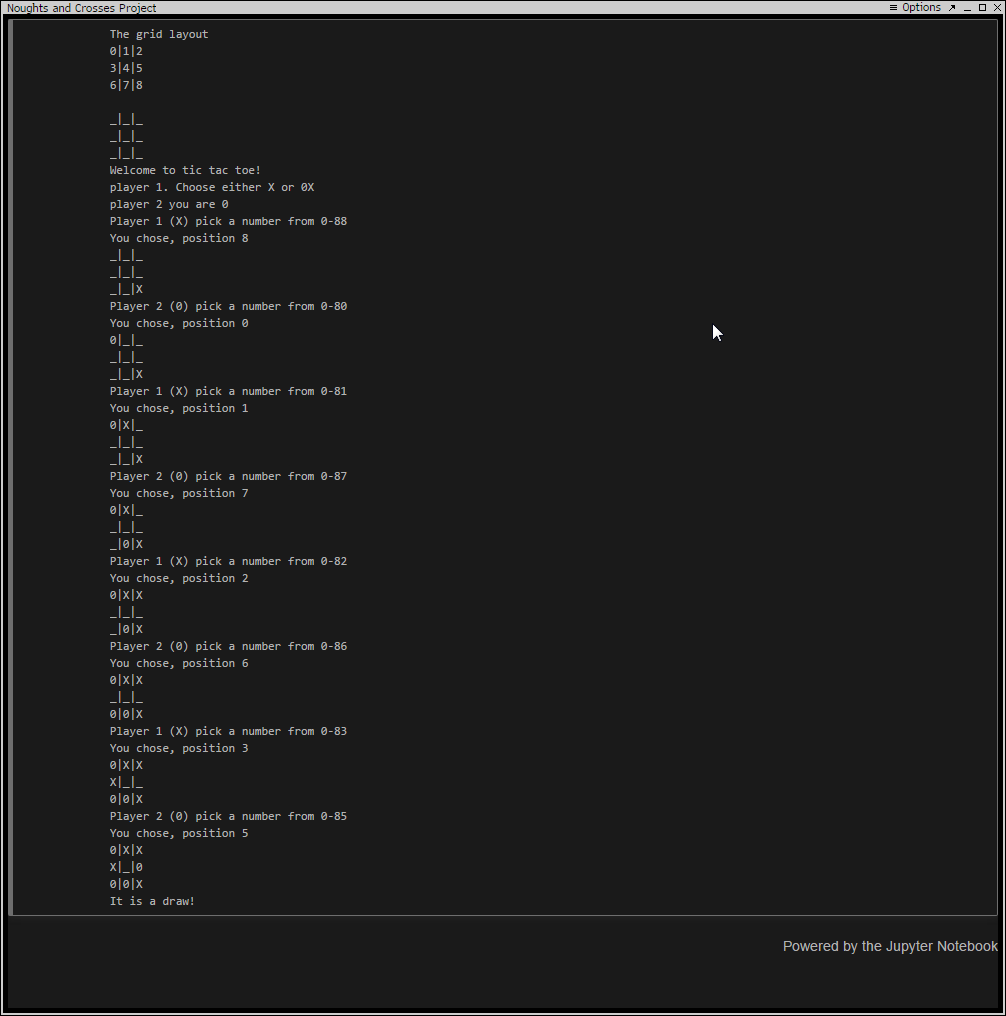 Noughts and Crosses Project
≡ Options
The grid layout
0|1|2
3|4|5
6|7|8
_|_|_
_|_|_
_|_|_
Welcome to tic tac toe!
player 1. Choose either X or 0X
player 2 you are 0
Player 1 (X) pick a number from 0-88
You chose, position 8
_|_|_
_|_|_
_|_|X
Player 2 (0) pick a number from 0-80
You chose, position 0
0|_|_
_|_|_
_|_|X
Player 1 (X) pick a number from 0-81
You chose, position 1
0|X|_
_|_|_
_|_|X
Player 2 (0) pick a number from 0-87
You chose, position 7
0|X|_
_|_|_
_|0|X
Player 1 (X) pick a number from 0-82
You chose, position 2
0|X|X
_|_|_
_|0|X
Player 2 (0) pick a number from 0-86
You chose, position 6
0|X|X
_|_|_
0|0|X
Player 1 (X) pick a number from 0-83
You chose, position 3
0|X|X
X|_|_
0|0|X
Player 2 (0) pick a number from 0-85
You chose, position 5
0|X|X
X|_|0
0|0|X
It is a draw!
Powered by the Jupyter Notebook